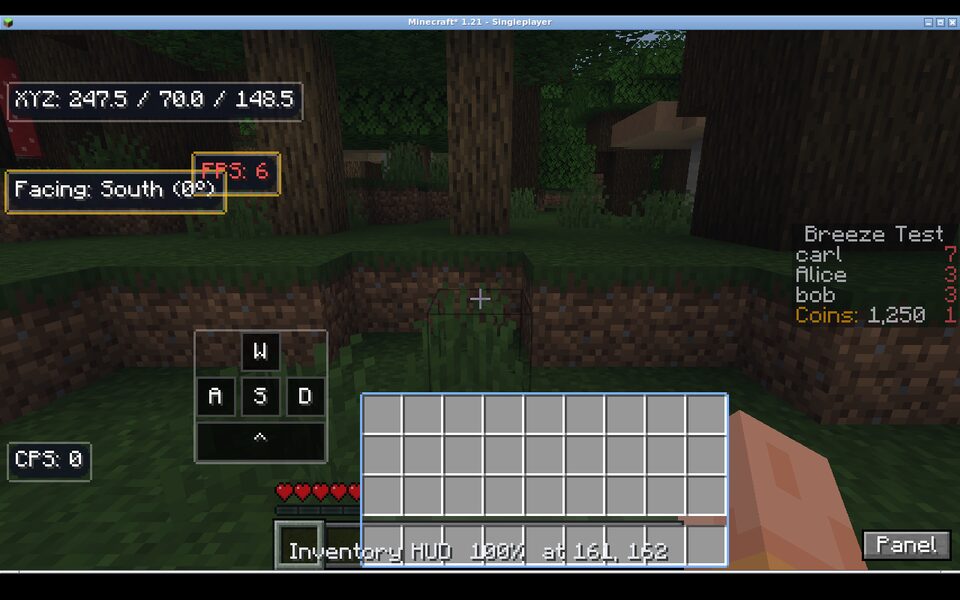 Minecraft* 1.21 - Singleplayer
XYZ: 247.5 / 70.0 / 148.5
FPS: 6
Facing: South (0°)
Breeze Test
carl 7
Alice 3
bob 3
Coins: 1,250 1
W
A S D
^
CPS: 0
Inventory HUD 100% at 161, 162
Panel